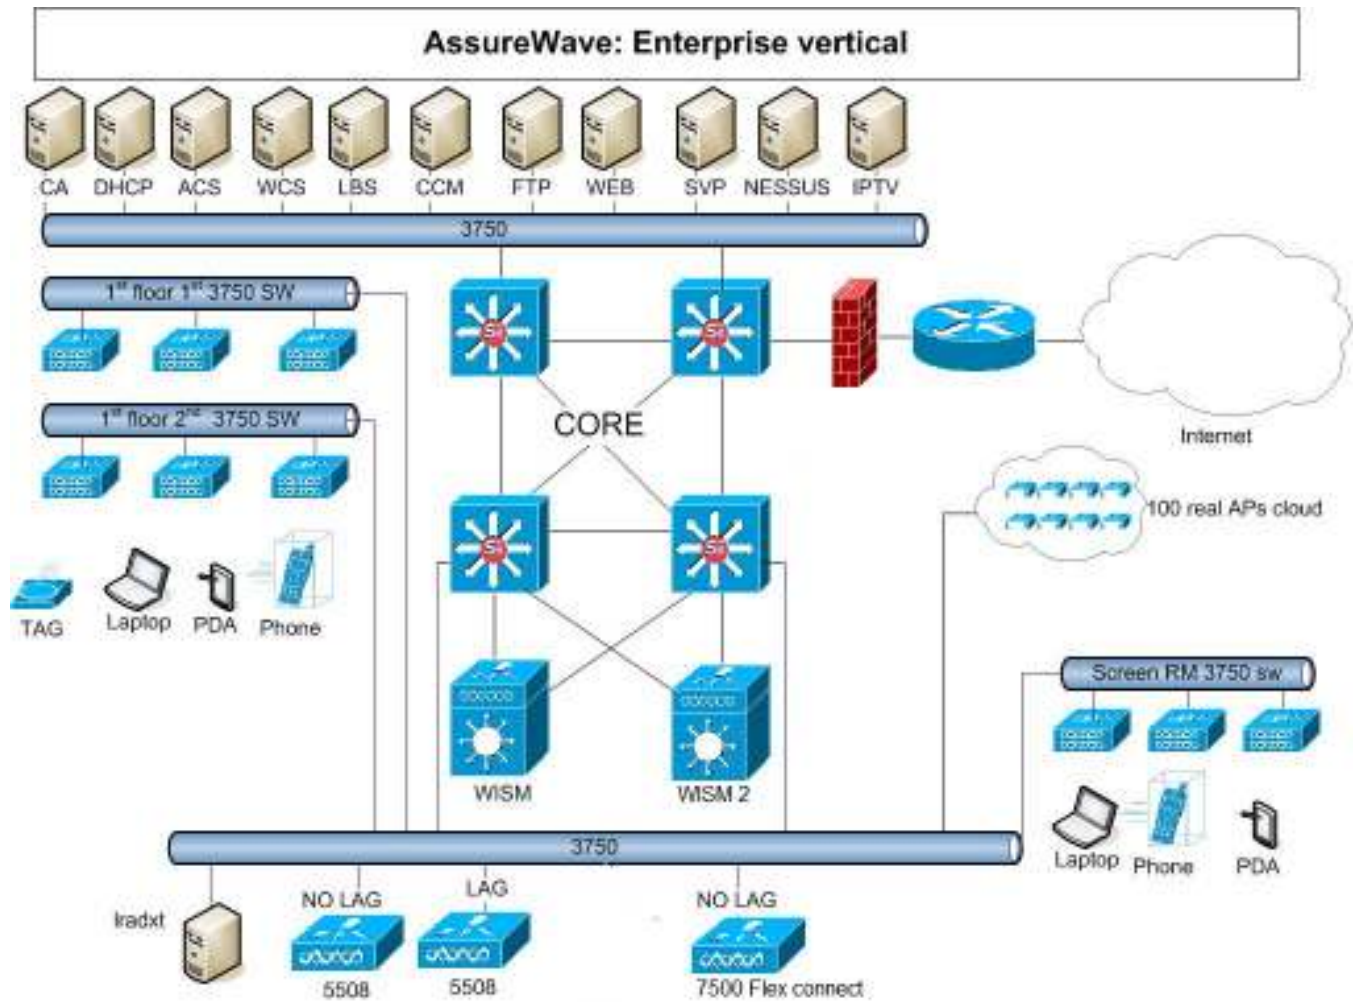 AssureWave: Enterprise vertical
CA DHCP ACS WCS LBS CCM FTP WEB SVP NESSUS IPTV
3750
1st floor 1st 3750 SW
1st floor 2nd 3750 SW
CORE
Internet
100 real APs cloud
TAG
Laptop
PDA
Phone
Screen RM 3750 sw
WISM
WISM 2
Laptop
Phone
PDA
3750
Iradxt
NO LAG
LAG
NO LAG
5508
5508
7500 Flex connect